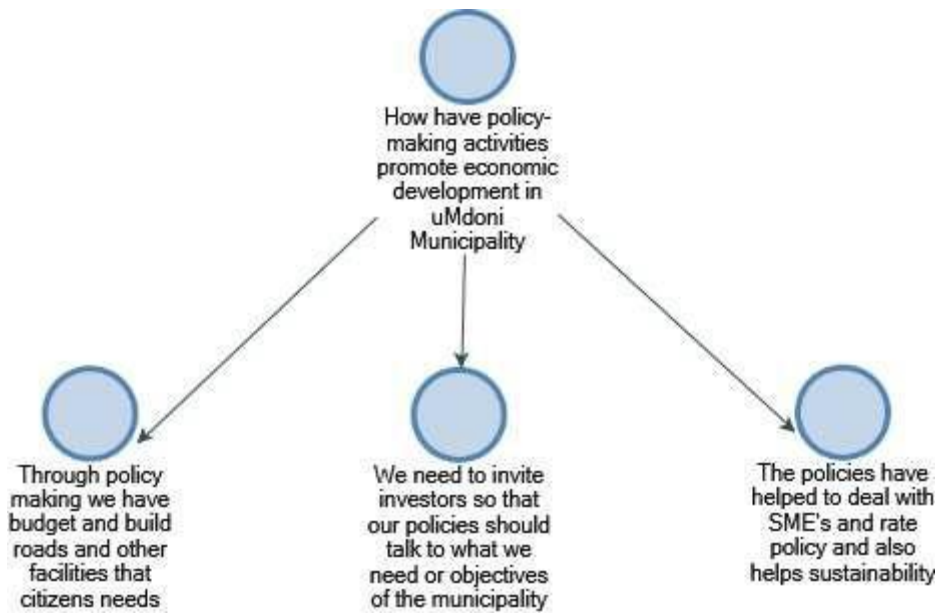 How have policy-
making activities
promote economic
development in
uMdoni
Municipality
Through policy
making we have
budget and build
roads and other
facilities that
citizens needs
We need to invite
investors so that
our policies should
talk to what we
need or objectives
of the municipality
The policies have
helped to deal with
SME's and rate
policy and also
helps sustainability